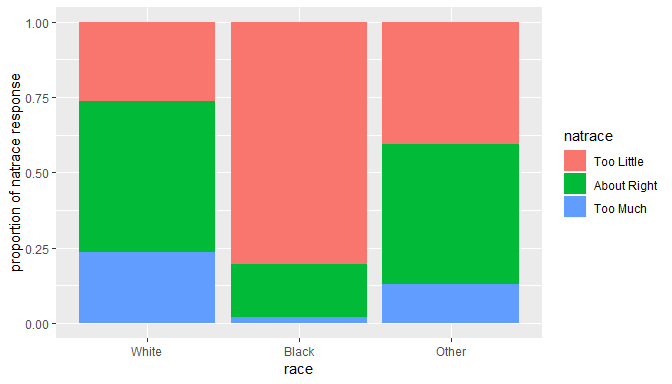 1.00
0.75
0.50
0.25
0.00
proportion of natrace response
White
Black
Other
race
natrace
Too Little
About Right
Too Much